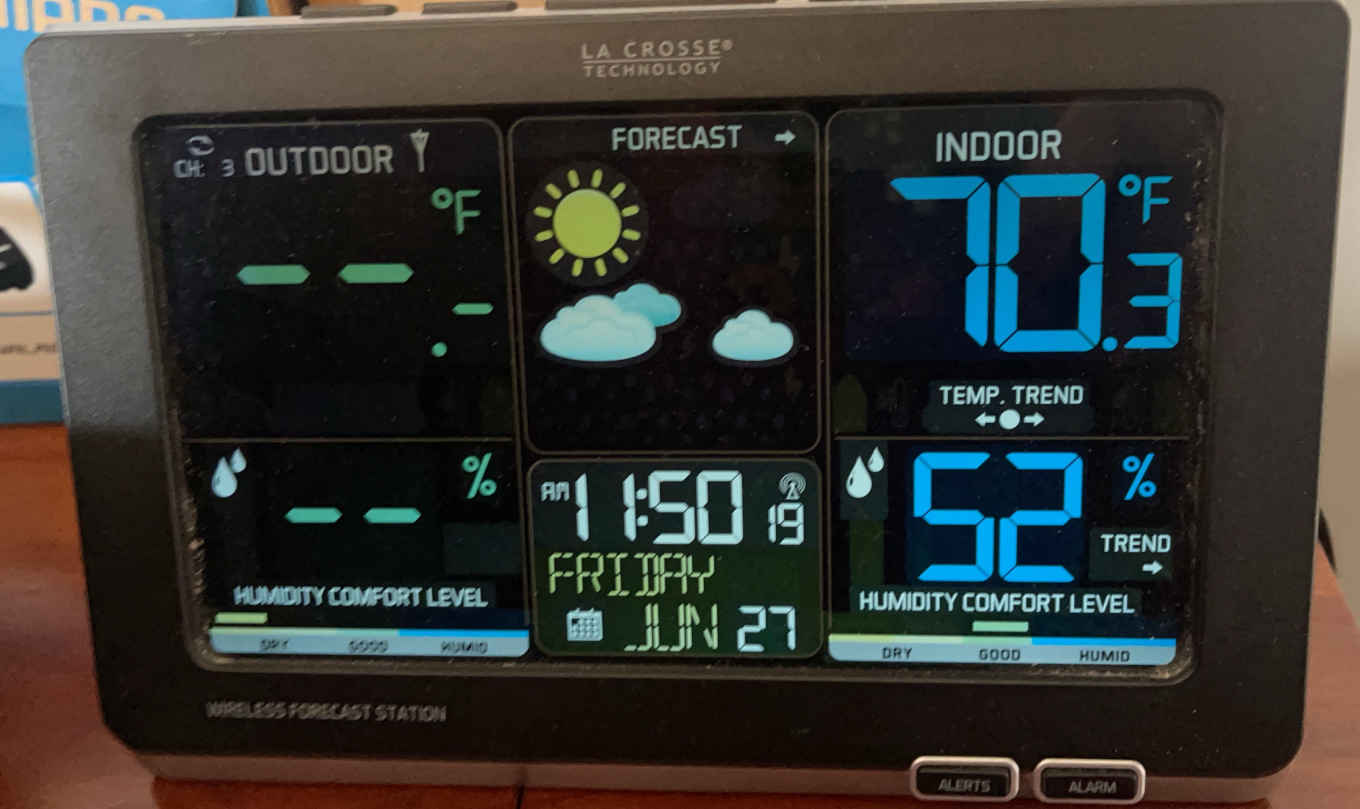 LA CROSSE®
TECHNOLOGY
CH: 3 OUTDOOR
°F
-- . -
%
--
HUMIDITY COMFORT LEVEL
DRY GOOD HUMID
FORECAST →
AM 11:50 19
FRIDAY
JUN 27
INDOOR
70.3 °F
TEMP. TREND
52 %
TREND
→
HUMIDITY COMFORT LEVEL
DRY GOOD HUMID
WIRELESS FORECAST STATION
ALERTS ALARM